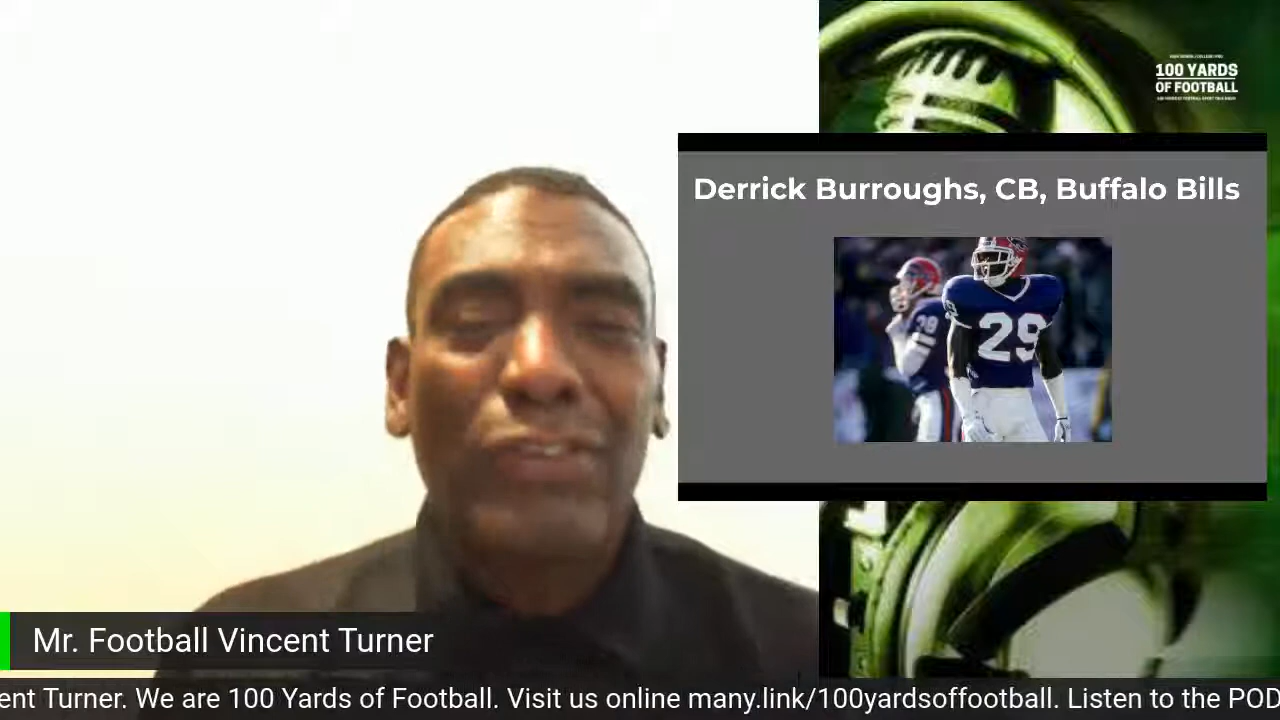 100 YARDS
OF FOOTBALL
Derrick Burroughs, CB, Buffalo Bills
29
Mr. Football Vincent Turner
ent Turner. We are 100 Yards of Football. Visit us online many.link/100yardsoffootball. Listen to the POD